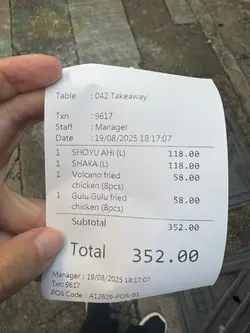 Table : 042 Takeaway
Txn : 9617
Staff : Manager
Date : 19/08/2025 18:17:07
1 SHOYU AHI (L) 118.00
1 SHAKA (L) 118.00
1 Volcano fried 58.00
chicken (8pcs)
1 Gulu Gulu fried 58.00
chicken (8pcs)
Subtotal 352.00
Total 352.00
Manager : 19/08/2025 18:17:07
Txn: 9617
POS Code : A12629-POS-01